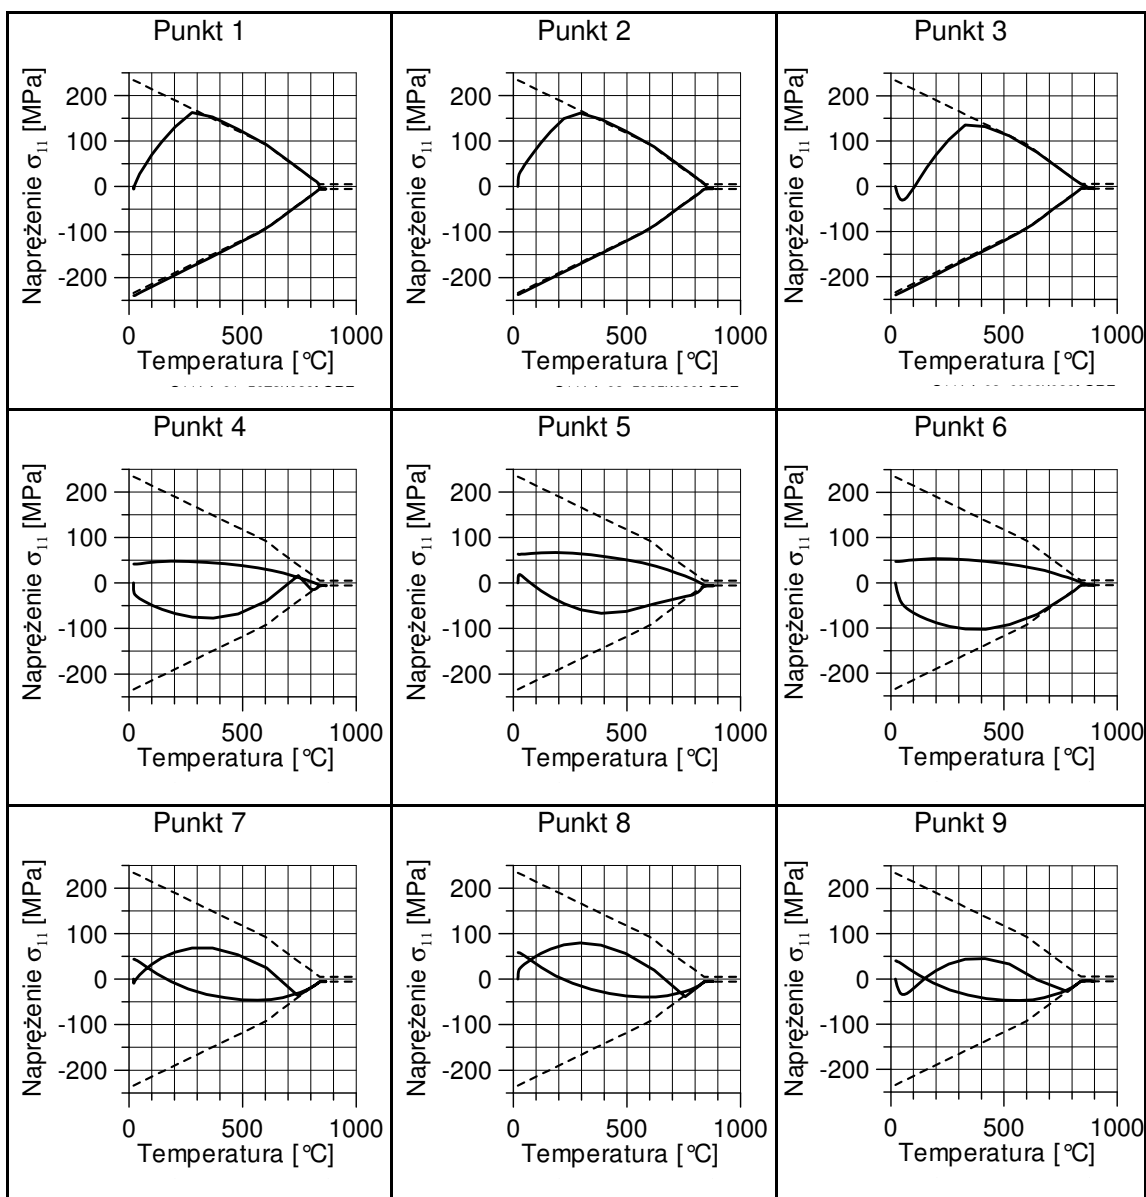 Punkt 1
Naprężenie σ₁₁ [MPa]
200
100
0
-100
-200
0 500 1000
Temperatura [°C]
Punkt 2
Naprężenie σ₁₁ [MPa]
200
100
0
-100
-200
0 500 1000
Temperatura [°C]
Punkt 3
Naprężenie σ₁₁ [MPa]
200
100
0
-100
-200
0 500 1000
Temperatura [°C]
Punkt 4
Naprężenie σ₁₁ [MPa]
200
100
0
-100
-200
0 500 1000
Temperatura [°C]
Punkt 5
Naprężenie σ₁₁ [MPa]
200
100
0
-100
-200
0 500 1000
Temperatura [°C]
Punkt 6
Naprężenie σ₁₁ [MPa]
200
100
0
-100
-200
0 500 1000
Temperatura [°C]
Punkt 7
Naprężenie σ₁₁ [MPa]
200
100
0
-100
-200
0 500 1000
Temperatura [°C]
Punkt 8
Naprężenie σ₁₁ [MPa]
200
100
0
-100
-200
0 500 1000
Temperatura [°C]
Punkt 9
Naprężenie σ₁₁ [MPa]
200
100
0
-100
-200
0 500 1000
Temperatura [°C]